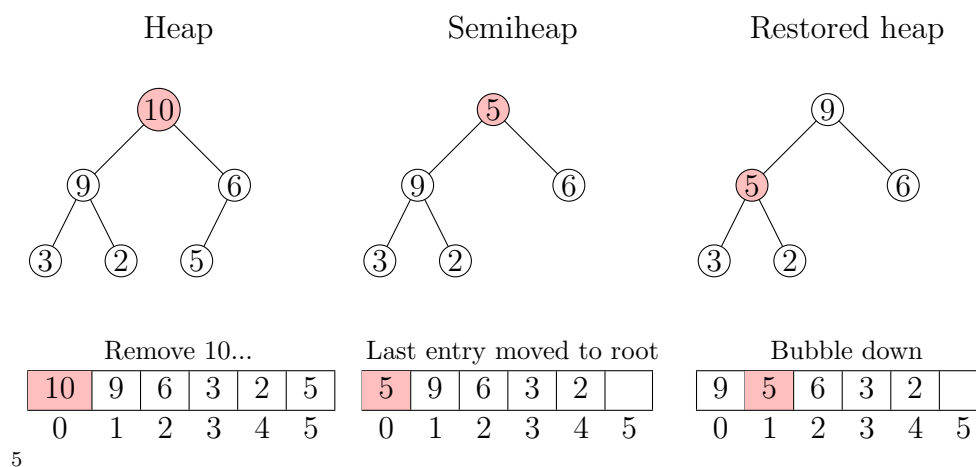 Heap Semiheap Restored heap
10 5 9
9 6 9 6 5 6
3 2 5 3 2 3 2
Remove 10... Last entry moved to root Bubble down
10 9 6 3 2 5 5 9 6 3 2 9 5 6 3 2
0 1 2 3 4 5 0 1 2 3 4 5 0 1 2 3 4 5
5